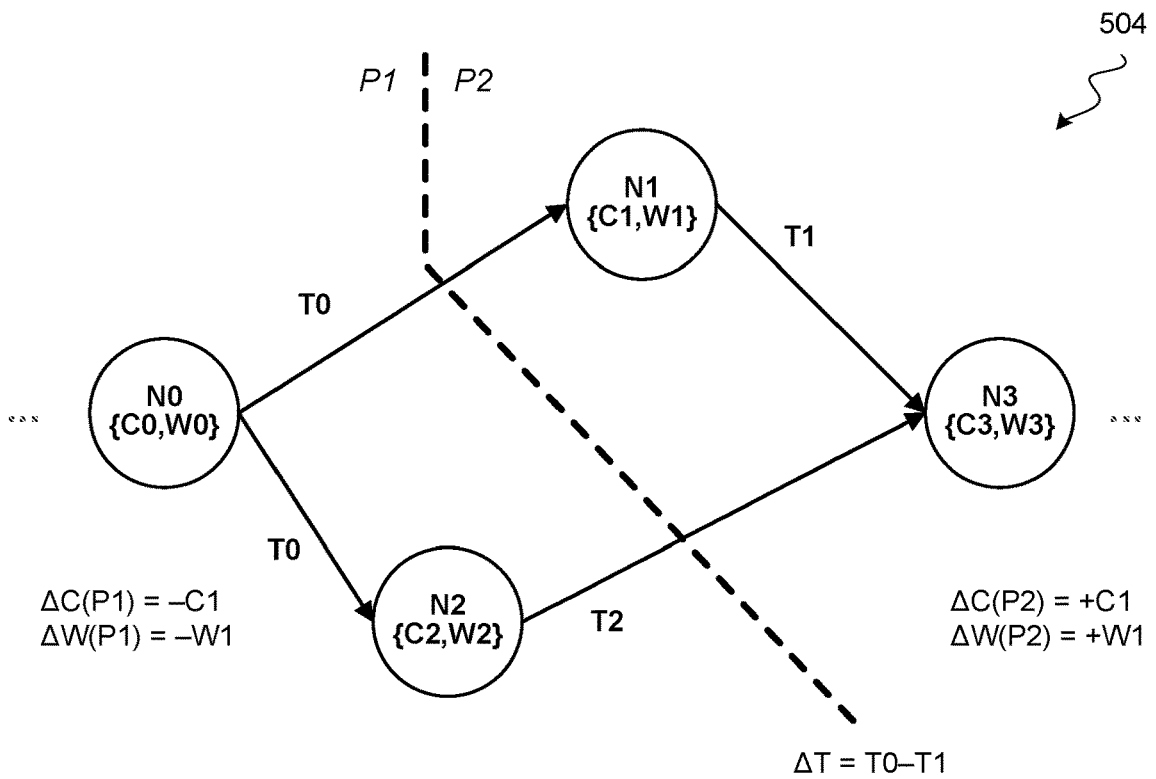 504
P1 P2
N1
{C1,W1}
T1
T0
N0
{C0,W0}
N3
{C3,W3}
...
...
T0
N2
{C2,W2}
T2
ΔC(P1) = –C1
ΔW(P1) = –W1
ΔC(P2) = +C1
ΔW(P2) = +W1
ΔT = T0–T1